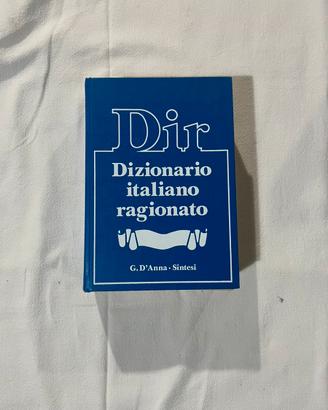 Dir
Dizionario
italiano
ragionato
G. D'Anna · Sintesi